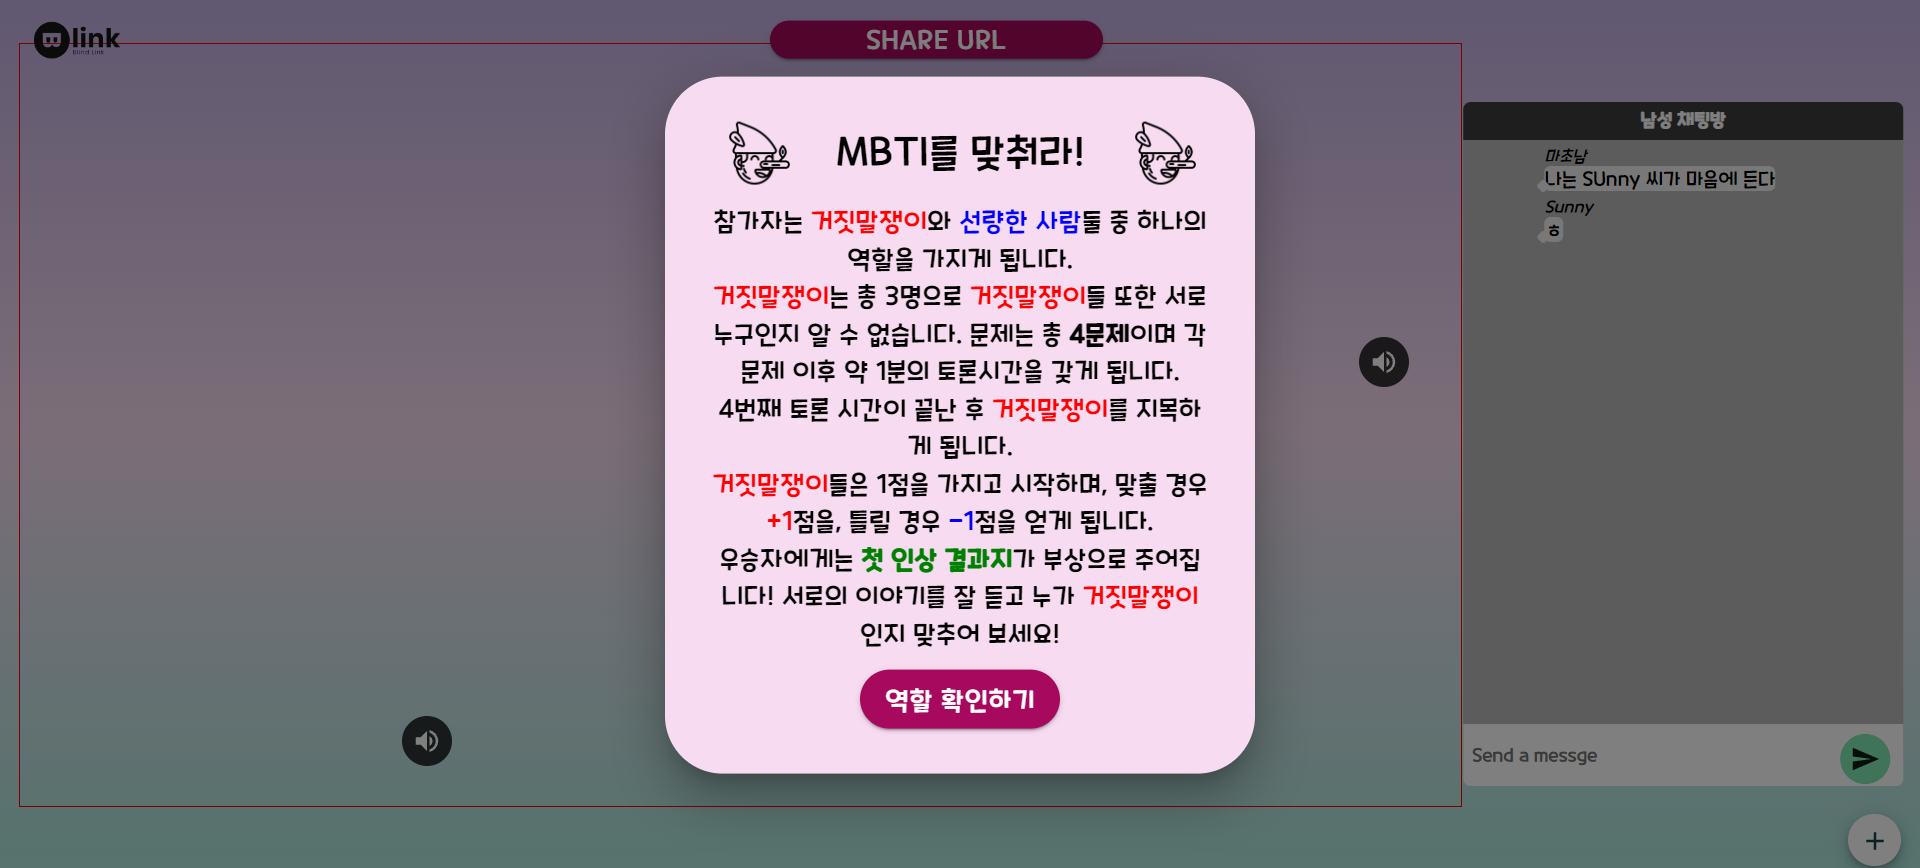 link
Blind Link
SHARE URL
MBTI를 맞춰라!
참가자는 거짓말쟁이와 선량한 사람둘 중 하나의
역할을 가지게 됩니다.
거짓말쟁이는 총 3명으로 거짓말쟁이들 또한 서로
누구인지 알 수 없습니다. 문제는 총 4문제이며 각
문제 이후 약 1분의 토론시간을 갖게 됩니다.
4번째 토론 시간이 끝난 후 거짓말쟁이를 지목하
게 됩니다.
거짓말쟁이들은 1점을 가지고 시작하며, 맞출 경우
+1점을, 틀릴 경우 -1점을 얻게 됩니다.
우승자에게는 첫 인상 결과지가 부상으로 주어집
니다! 서로의 이야기를 잘 듣고 누가 거짓말쟁이
인지 맞추어 보세요!
역할 확인하기
남성 채팅방
마초남
나는 SUnny 씨가 마음에 든다
Sunny
ㅎ
Send a messge